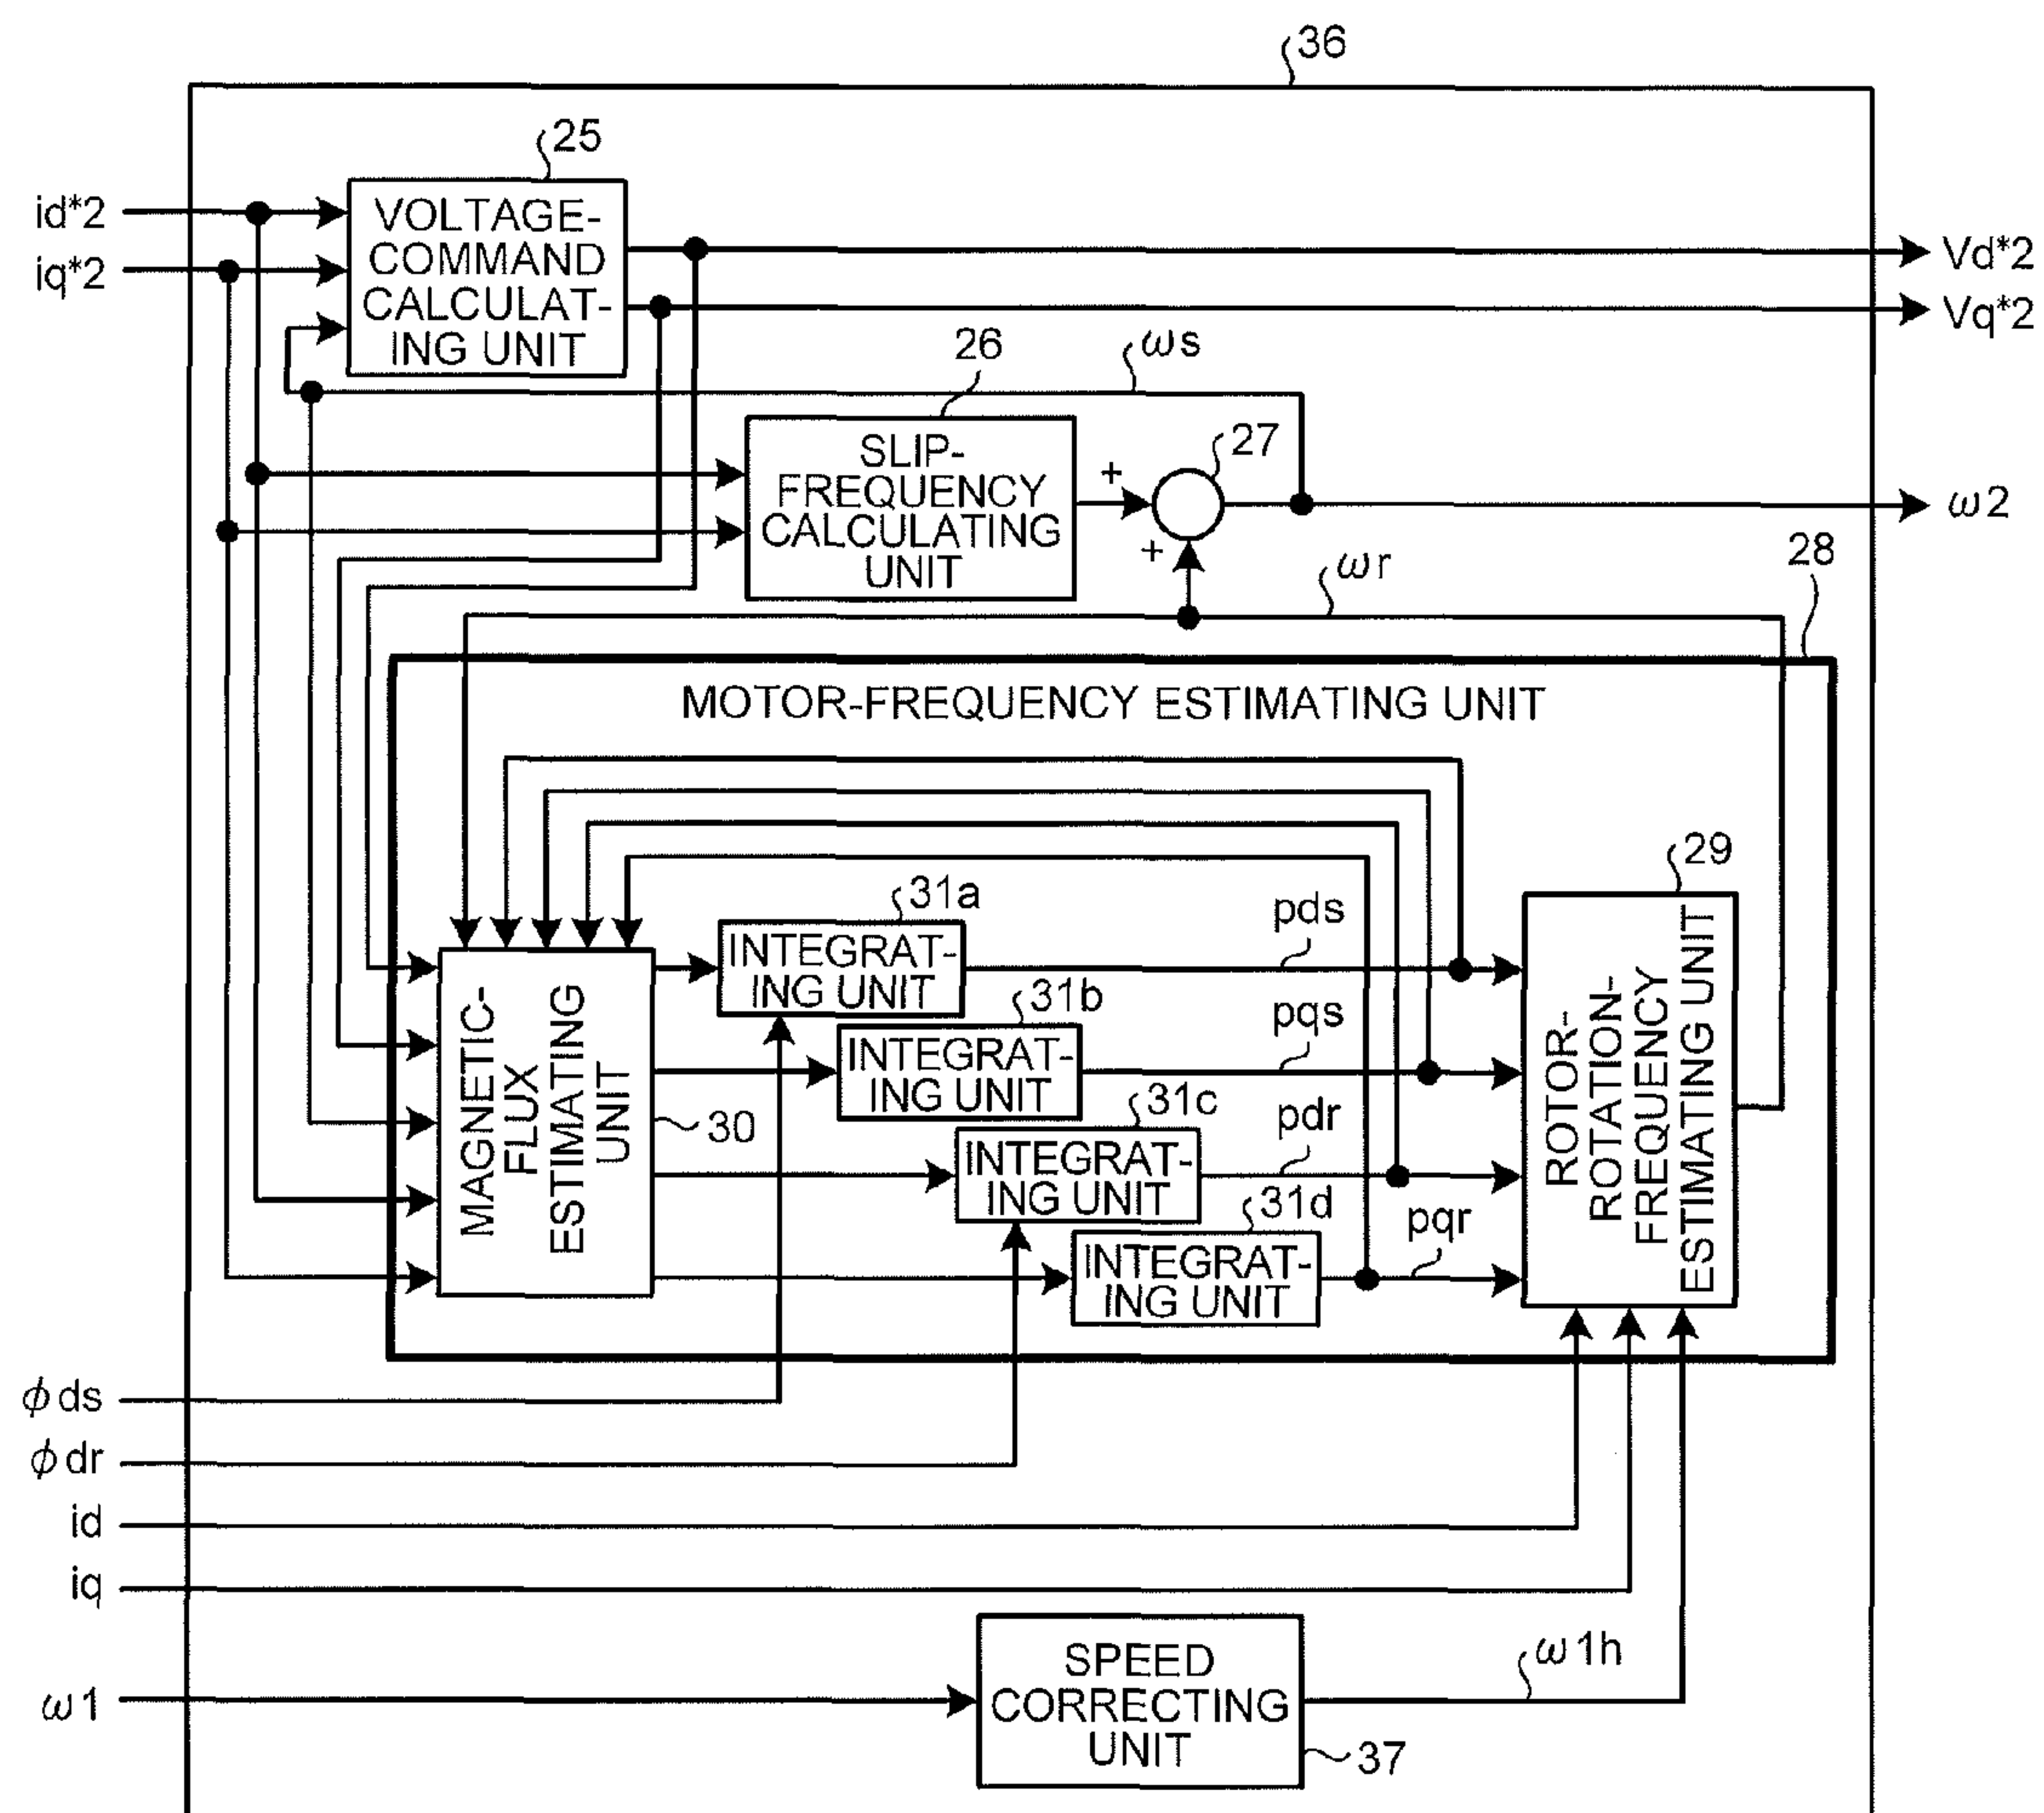 36
25
id*2
iq*2
VOLTAGE-
COMMAND
CALCULAT-
ING UNIT
Vd*2
Vq*2
26
ωs
SLIP-
FREQUENCY
CALCULATING
UNIT
+
+
27
ω2
ωr
28
MOTOR-FREQUENCY ESTIMATING UNIT
29
31a
INTEGRAT-
ING UNIT
pds
31b
INTEGRAT-
ING UNIT
pqs
31c
INTEGRAT-
ING UNIT
pdr
31d
INTEGRAT-
ING UNIT
pqr
MAGNETIC-
FLUX
ESTIMATING
UNIT
30
ROTOR-
ROTATION-
FREQUENCY
ESTIMATING UNIT
ϕds
ϕdr
id
iq
ω1
SPEED
CORRECTING
UNIT
37
ω1h